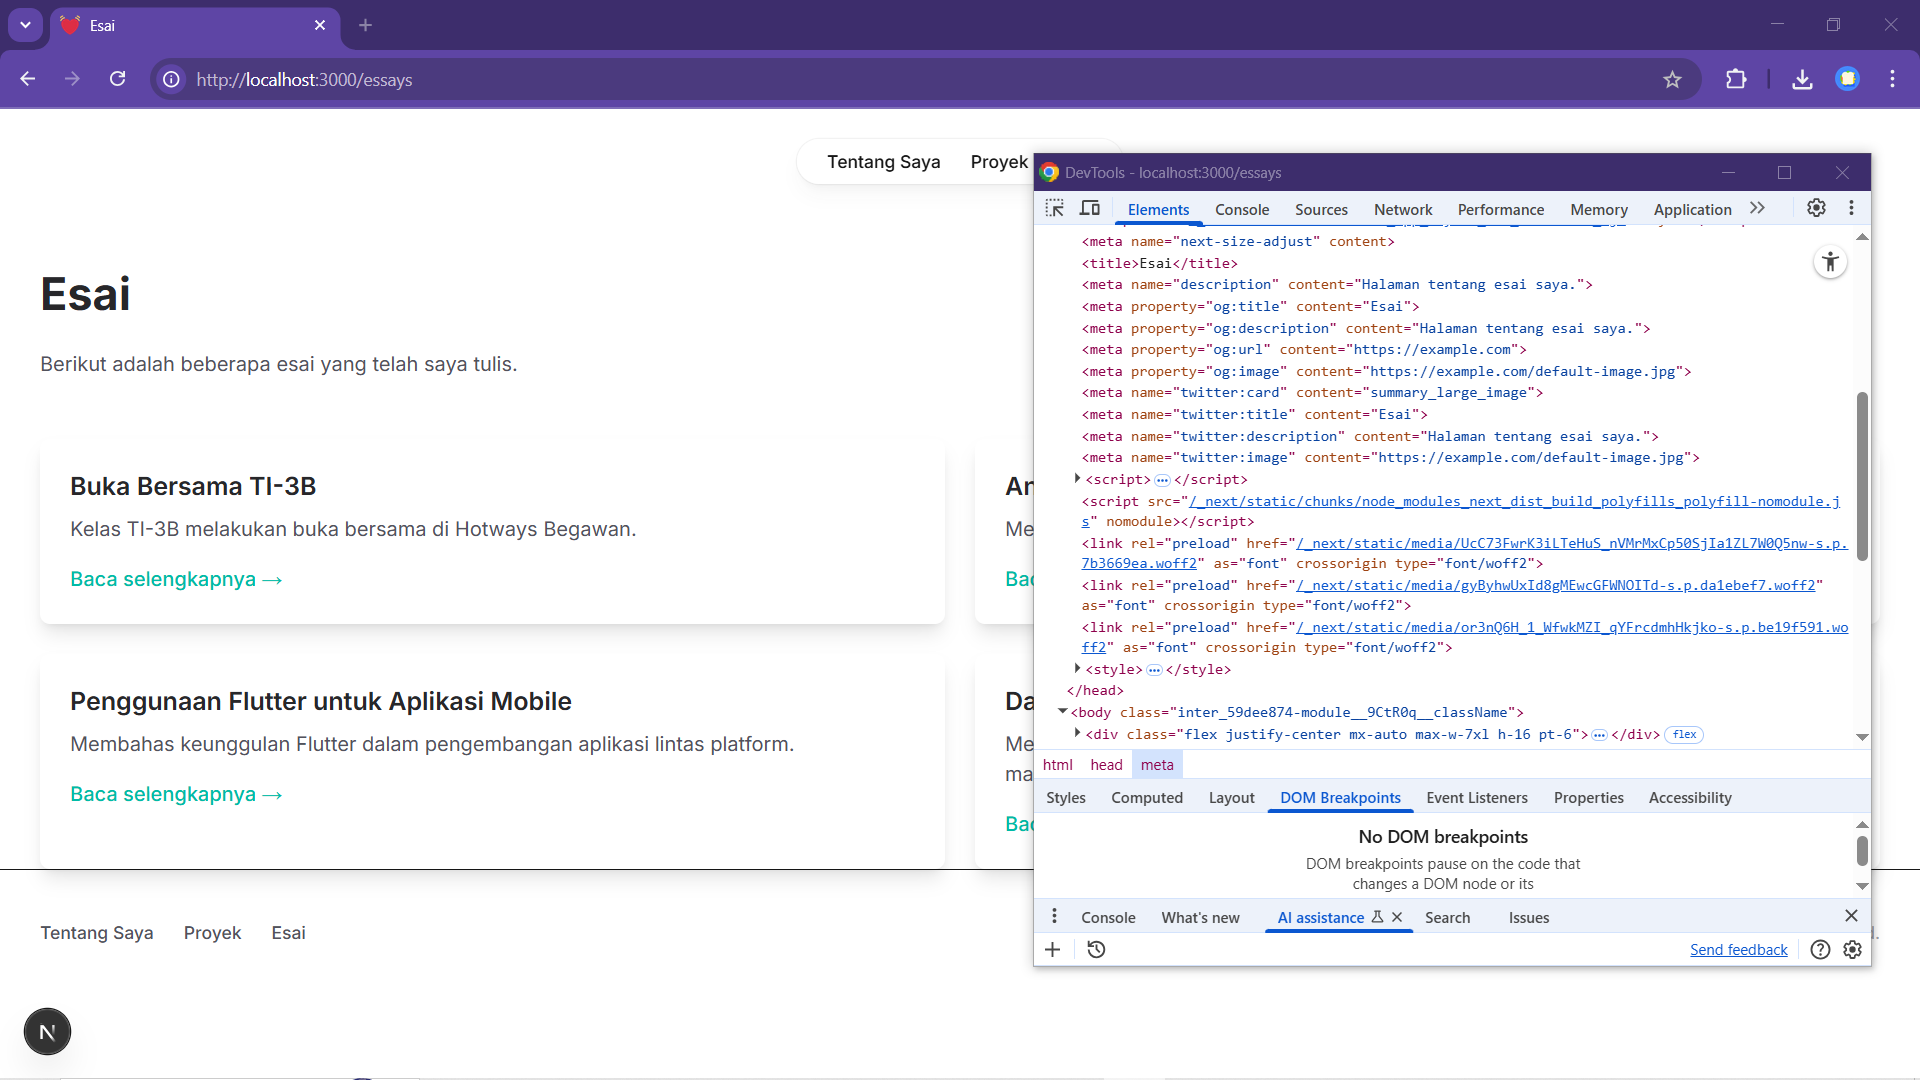 Esai
http://localhost:3000/essays
Tentang Saya Proyek
Esai
Berikut adalah beberapa esai yang telah saya tulis.
Buka Bersama TI-3B
Kelas TI-3B melakukan buka bersama di Hotways Begawan.
Baca selengkapnya →
Penggunaan Flutter untuk Aplikasi Mobile
Membahas keunggulan Flutter dalam pengembangan aplikasi lintas platform.
Baca selengkapnya →
An
Me
Bac
Da
Me
ma
Bac
Tentang Saya Proyek Esai
d.
N
DevTools - localhost:3000/essays
Elements Console Sources Network Performance Memory Application
<meta name="next-size-adjust" content>
<title>Esai</title>
<meta name="description" content="Halaman tentang esai saya.">
<meta property="og:title" content="Esai">
<meta property="og:description" content="Halaman tentang esai saya.">
<meta property="og:url" content="https://example.com">
<meta property="og:image" content="https://example.com/default-image.jpg">
<meta name="twitter:card" content="summary_large_image">
<meta name="twitter:title" content="Esai">
<meta name="twitter:description" content="Halaman tentang esai saya.">
<meta name="twitter:image" content="https://example.com/default-image.jpg">
<script>…</script>
<script src="/_next/static/chunks/node_modules_next_dist_build_polyfills_polyfill-nomodule.j
s" nomodule></script>
<link rel="preload" href="/_next/static/media/UcC73FwrK3iLTeHuS_nVMrMxCp50SjIa1ZL7W0Q5nw-s.p.
7b3669ea.woff2" as="font" crossorigin type="font/woff2">
<link rel="preload" href="/_next/static/media/gyByhwUxId8gMEwcGFWNOITd-s.p.da1ebef7.woff2"
as="font" crossorigin type="font/woff2">
<link rel="preload" href="/_next/static/media/or3nQ6H_1_WfwkMZI_qYFrcdmhHkjko-s.p.be19f591.wo
ff2" as="font" crossorigin type="font/woff2">
<style>…</style>
</head>
<body class="inter_59dee874-module__9CtR0q__className">
<div class="flex justify-center mx-auto max-w-7xl h-16 pt-6">…</div> flex
html head meta
Styles Computed Layout DOM Breakpoints Event Listeners Properties Accessibility
No DOM breakpoints
DOM breakpoints pause on the code that
changes a DOM node or its
Console What's new AI assistance Search Issues
Send feedback